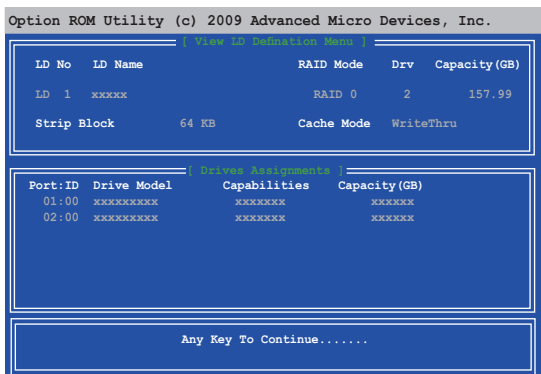 Option ROM Utility (c) 2009 Advanced Micro Devices, Inc.
[ View LD Defination Menu ]
LD No LD Name RAID Mode Drv Capacity(GB)
LD 1 xxxxx RAID 0 2 157.99
Strip Block 64 KB Cache Mode WriteThru
[ Drives Assignments ]
Port:ID Drive Model Capabilities Capacity(GB)
01:00 xxxxxxxxx xxxxxxx xxxxxx
02:00 xxxxxxxxx xxxxxxx xxxxxx
Any Key To Continue.......